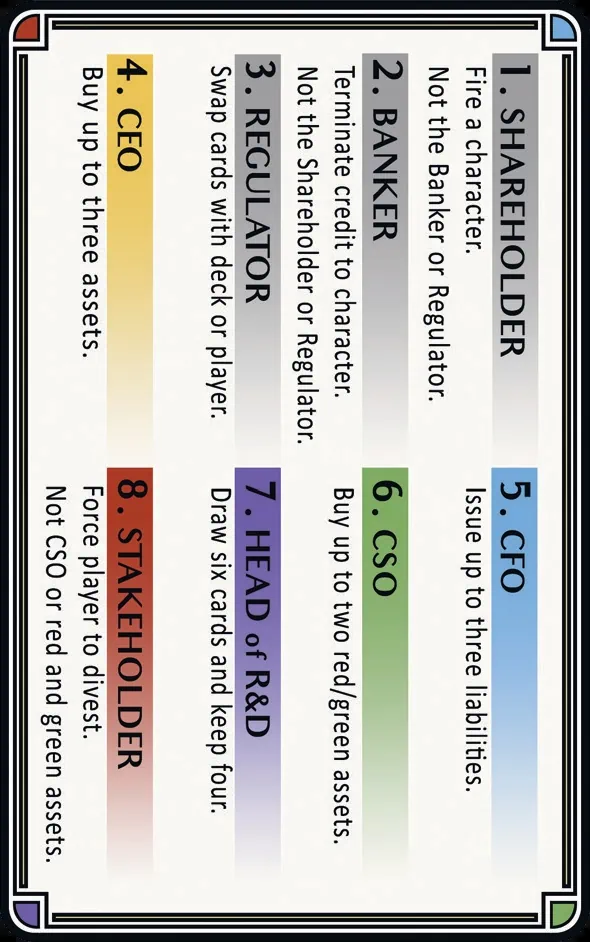 1. SHAREHOLDER
Fire a character.
Not the Banker or Regulator.
2. BANKER
Terminate credit to character.
Not the Shareholder or Regulator.
3. REGULATOR
Swap cards with deck or player.
4. CEO
Buy up to three assets.
5. CFO
Issue up to three liabilities.
6. CSO
Buy up to two red/green assets.
7. HEAD of R&D
Draw six cards and keep four.
8. STAKEHOLDER
Force player to divest.
Not CSO or red and green assets.